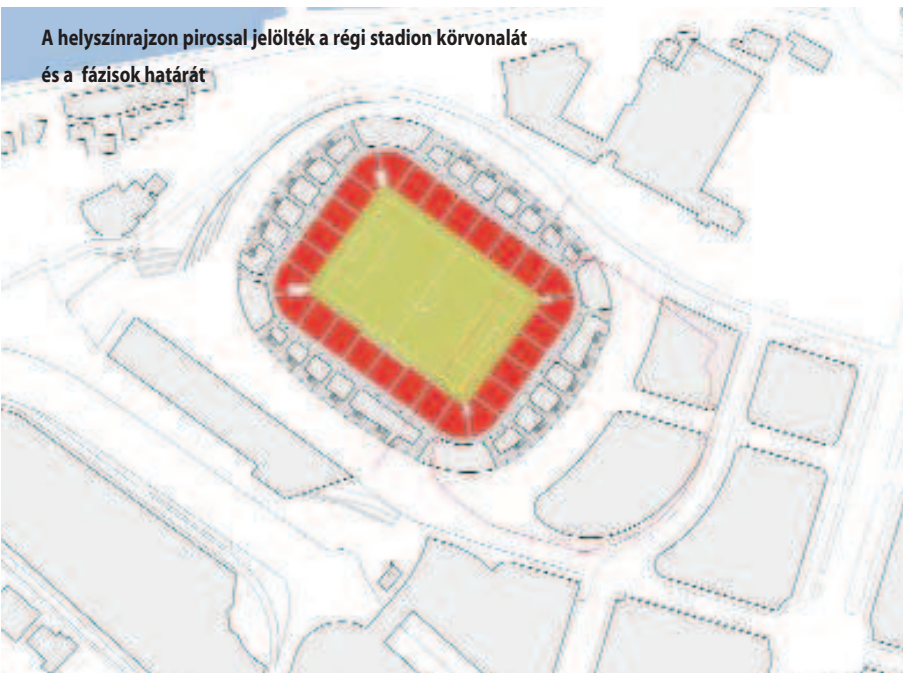 A helyszínrajzon pirossal jelölték a régi stadion körvonalát
és a fázisok határát